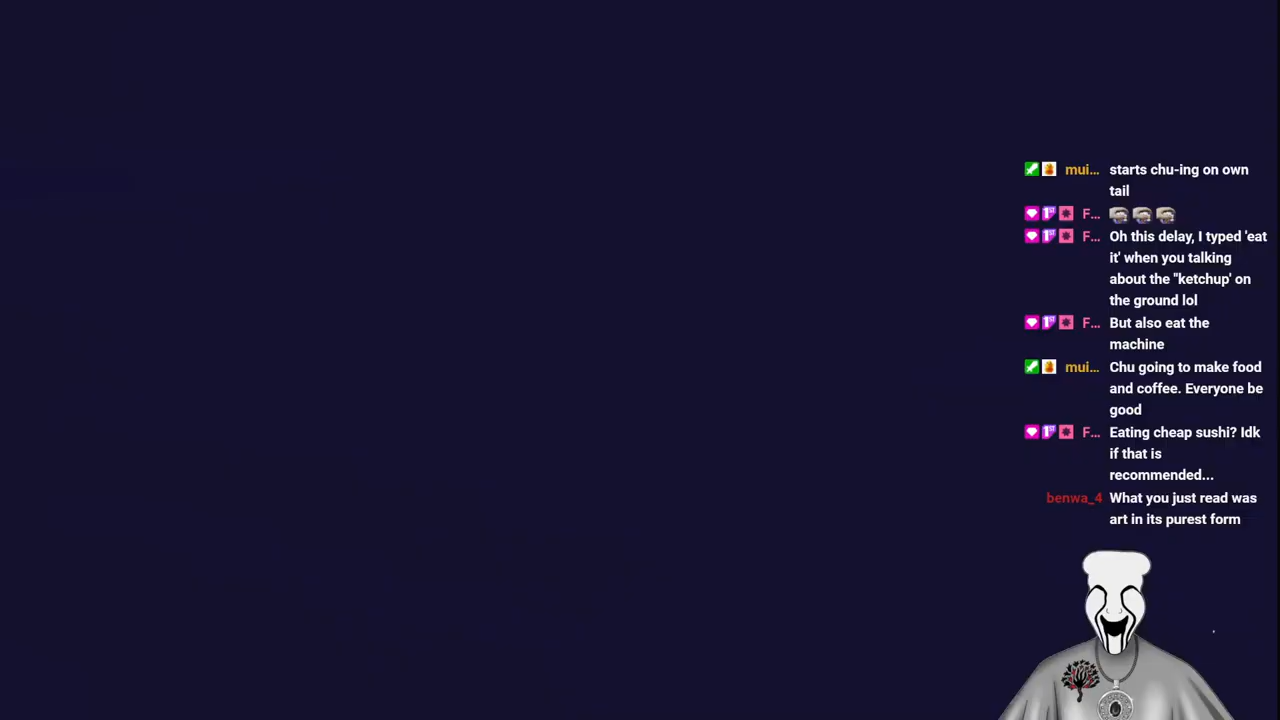 mui... starts chu-ing on own
tail
F...
F... Oh this delay, I typed 'eat
it' when you talking
about the "ketchup' on
the ground lol
F... But also eat the
machine
mui... Chu going to make food
and coffee. Everyone be
good
F... Eating cheap sushi? Idk
if that is
recommended...
benwa_4 What you just read was
art in its purest form